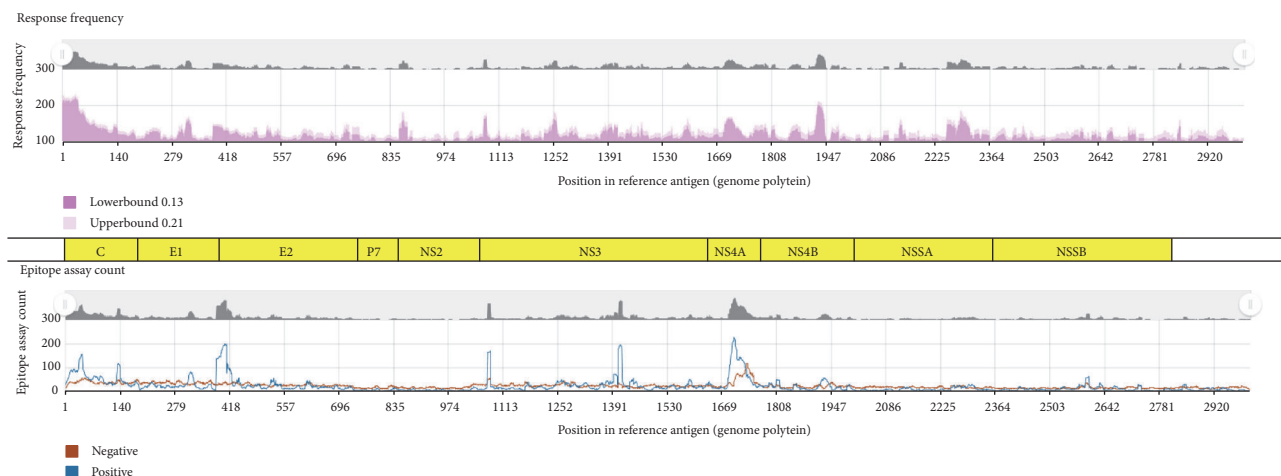 Response frequency
Response frequency
300
200
100
1 140 279 418 557 696 835 974 1113 1252 1391 1530 1669 1808 1947 2086 2225 2364 2503 2642 2781 2920
Position in reference antigen (genome polytein)
Lowerbound 0.13
Upperbound 0.21
C E1 E2 P7 NS2 NS3 NS4A NS4B NSSA NSSB
Epitope assay count
Epitope assay count
300
200
100
0
1 140 279 418 557 696 835 974 1113 1252 1391 1530 1669 1808 1947 2086 2225 2364 2503 2642 2781 2920
Position in reference antigen (genome polytein)
Negative
Positive